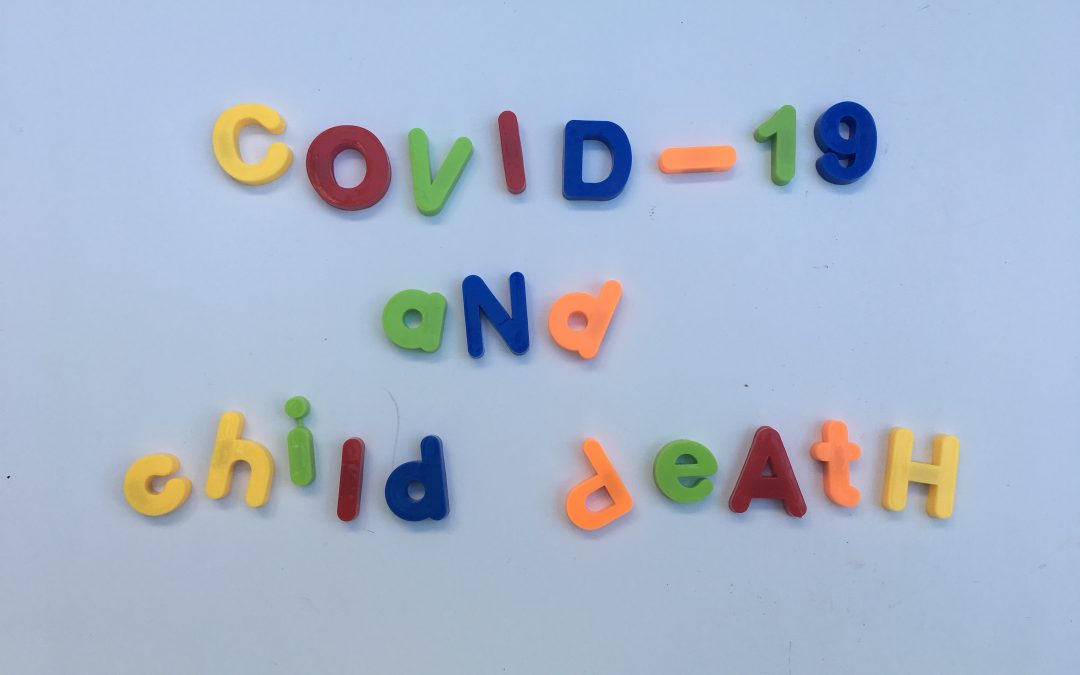 COVID-19
aNd
child deAtH